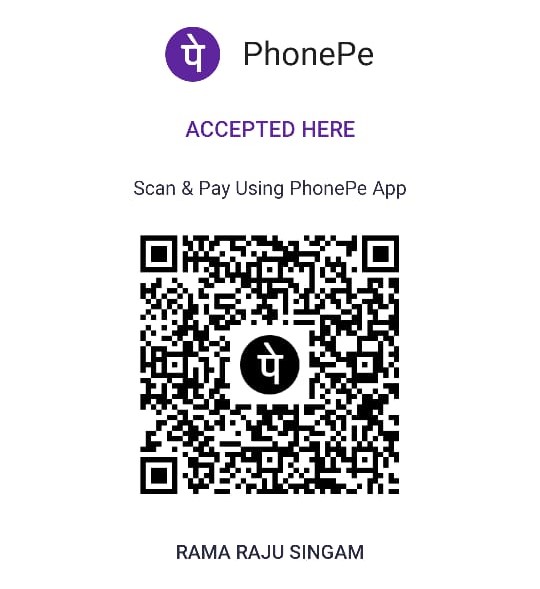 पे PhonePe
ACCEPTED HERE
Scan & Pay Using PhonePe App
पे
RAMA RAJU SINGAM